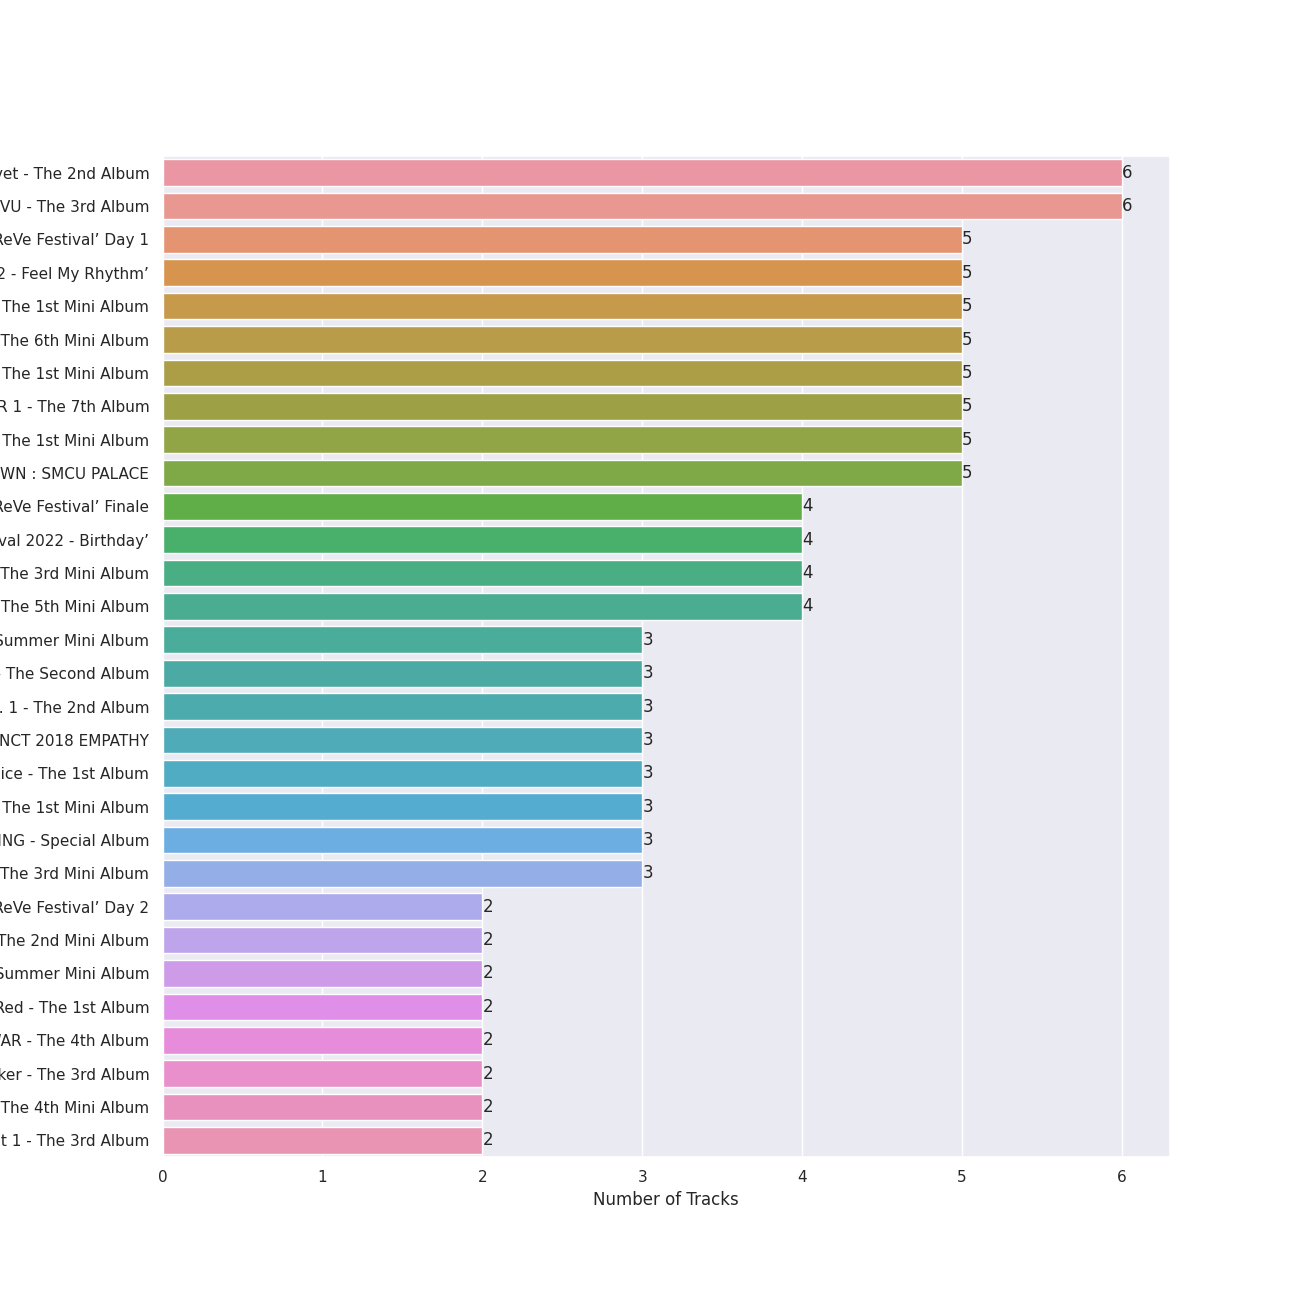 vet - The 2nd Album 6
VU - The 3rd Album 6
ReVe Festival’ Day 1 5
2 - Feel My Rhythm’ 5
The 1st Mini Album 5
The 6th Mini Album 5
The 1st Mini Album 5
R 1 - The 7th Album 5
The 1st Mini Album 5
WN : SMCU PALACE 5
ReVe Festival’ Finale 4
val 2022 - Birthday’ 4
The 3rd Mini Album 4
The 5th Mini Album 4
Summer Mini Album 3
- The Second Album 3
. 1 - The 2nd Album 3
NCT 2018 EMPATHY 3
ice - The 1st Album 3
The 1st Mini Album 3
ING - Special Album 3
The 3rd Mini Album 3
ReVe Festival’ Day 2 2
The 2nd Mini Album 2
Summer Mini Album 2
Red - The 1st Album 2
AR - The 4th Album 2
ker - The 3rd Album 2
The 4th Mini Album 2
t 1 - The 3rd Album 2
0 1 2 3 4 5 6
Number of Tracks